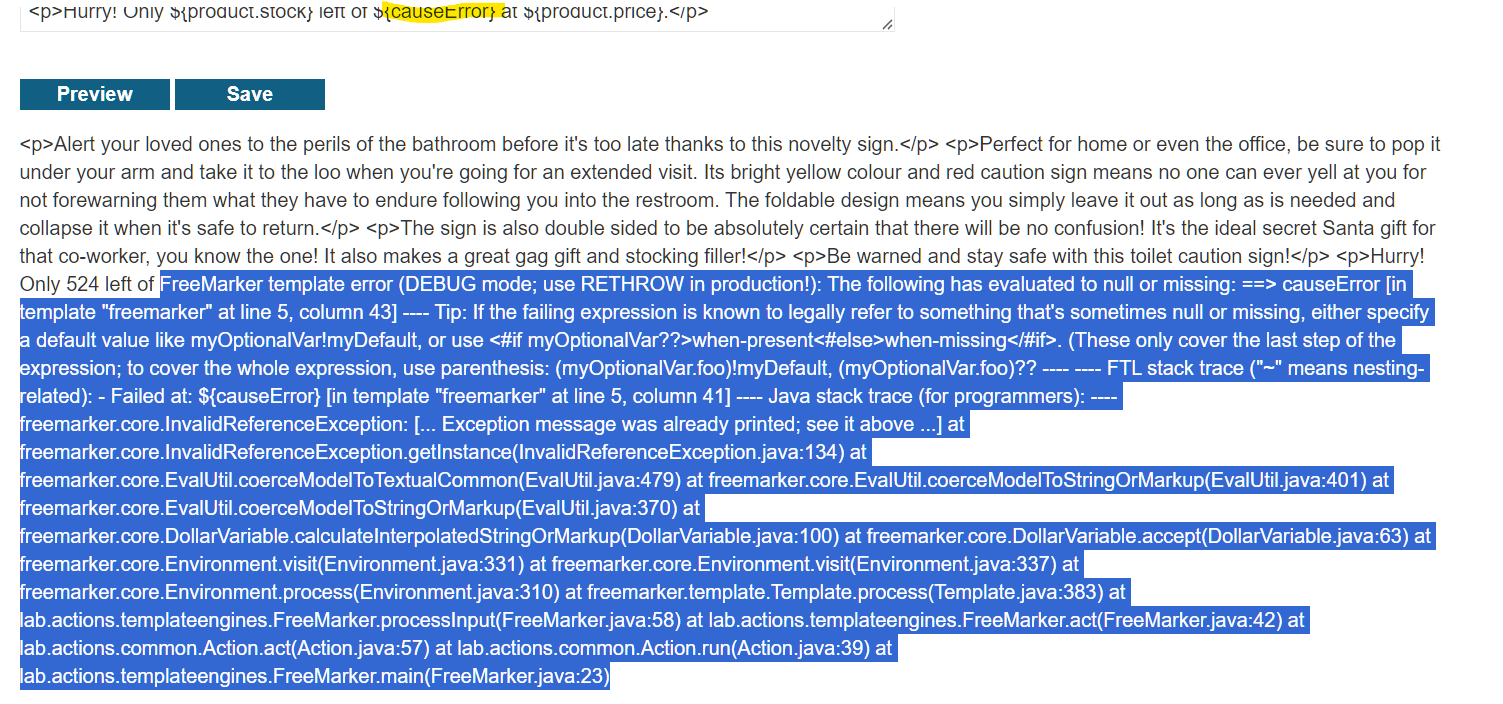 <p>Hurry! Only ${product.stock} left of ${causeError} at ${product.price}.</p>
Preview Save
<p>Alert your loved ones to the perils of the bathroom before it's too late thanks to this novelty sign.</p> <p>Perfect for home or even the office, be sure to pop it
under your arm and take it to the loo when you're going for an extended visit. Its bright yellow colour and red caution sign means no one can ever yell at you for
not forewarning them what they have to endure following you into the restroom. The foldable design means you simply leave it out as long as is needed and
collapse it when it's safe to return.</p> <p>The sign is also double sided to be absolutely certain that there will be no confusion! It's the ideal secret Santa gift for
that co-worker, you know the one! It also makes a great gag gift and stocking filler!</p> <p>Be warned and stay safe with this toilet caution sign!</p> <p>Hurry!
Only 524 left of FreeMarker template error (DEBUG mode; use RETHROW in production!): The following has evaluated to null or missing: ==> causeError [in
template "freemarker" at line 5, column 43] ---- Tip: If the failing expression is known to legally refer to something that's sometimes null or missing, either specify
a default value like myOptionalVar!myDefault, or use <#if myOptionalVar??>when-present<#else>when-missing</#if>. (These only cover the last step of the
expression; to cover the whole expression, use parenthesis: (myOptionalVar.foo)!myDefault, (myOptionalVar.foo)?? ---- ---- FTL stack trace ("~" means nesting-
related): - Failed at: ${causeError} [in template "freemarker" at line 5, column 41] ---- Java stack trace (for programmers): ----
freemarker.core.InvalidReferenceException: [... Exception message was already printed; see it above ...] at
freemarker.core.InvalidReferenceException.getInstance(InvalidReferenceException.java:134) at
freemarker.core.EvalUtil.coerceModelToTextualCommon(EvalUtil.java:479) at freemarker.core.EvalUtil.coerceModelToStringOrMarkup(EvalUtil.java:401) at
freemarker.core.EvalUtil.coerceModelToStringOrMarkup(EvalUtil.java:370) at
freemarker.core.DollarVariable.calculateInterpolatedStringOrMarkup(DollarVariable.java:100) at freemarker.core.DollarVariable.accept(DollarVariable.java:63) at
freemarker.core.Environment.visit(Environment.java:331) at freemarker.core.Environment.visit(Environment.java:337) at
freemarker.core.Environment.process(Environment.java:310) at freemarker.template.Template.process(Template.java:383) at
lab.actions.templateengines.FreeMarker.processInput(FreeMarker.java:58) at lab.actions.templateengines.FreeMarker.act(FreeMarker.java:42) at
lab.actions.common.Action.act(Action.java:57) at lab.actions.common.Action.run(Action.java:39) at
lab.actions.templateengines.FreeMarker.main(FreeMarker.java:23)